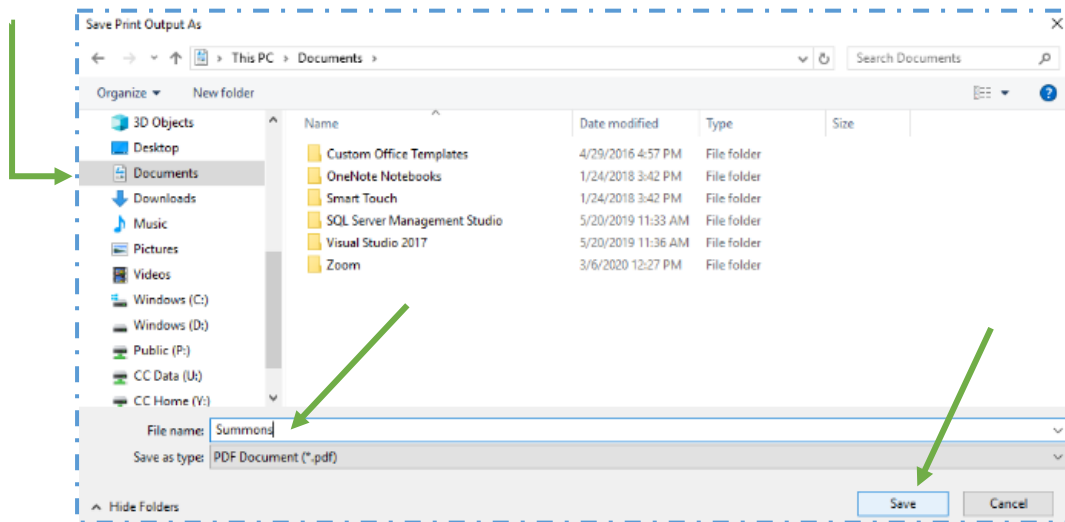 Save Print Output As
This PC > Documents >
Search Documents
Organize
New folder
Name
Date modified
Type
Size
3D Objects
Desktop
Documents
Downloads
Music
Pictures
Videos
Windows (C:)
Windows (D:)
Public (P:)
CC Data (U:)
CC Home (Y:)
Custom Office Templates 4/29/2016 4:57 PM File folder
OneNote Notebooks 1/24/2018 3:42 PM File folder
Smart Touch 1/24/2018 3:42 PM File folder
SQL Server Management Studio 5/20/2019 11:33 AM File folder
Visual Studio 2017 5/20/2019 11:36 AM File folder
Zoom 3/6/2020 12:27 PM File folder
File name: Summons
Save as type: PDF Document (*.pdf)
Hide Folders
Save
Cancel